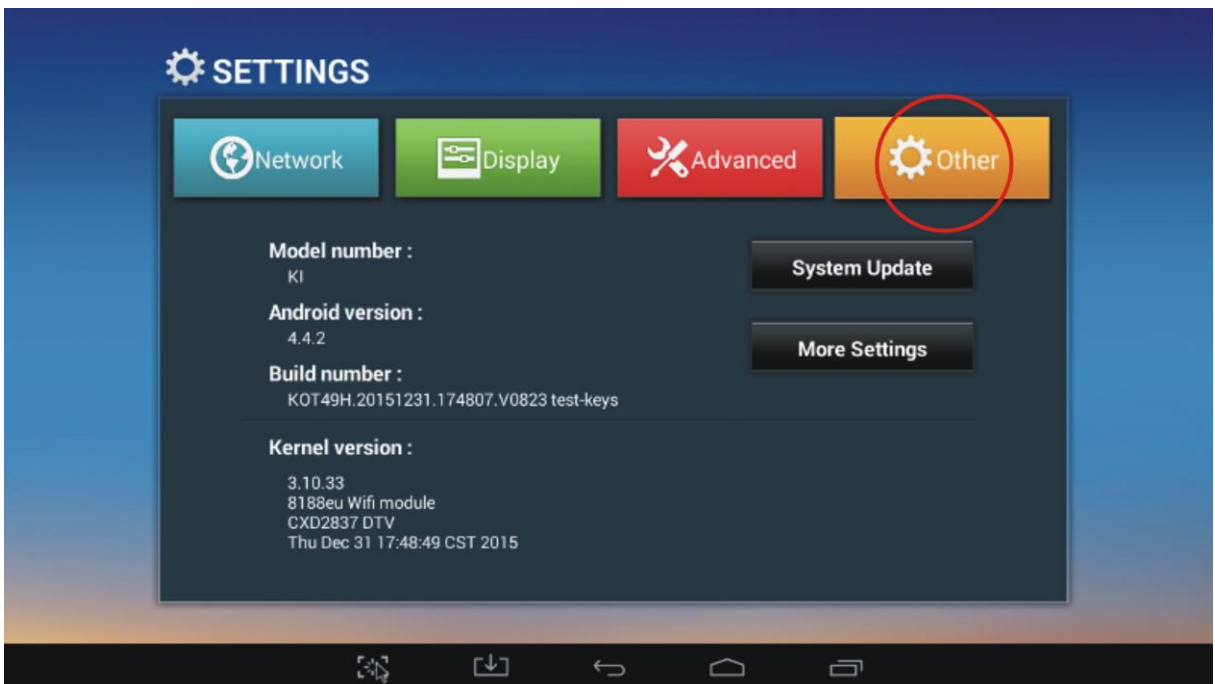 SETTINGS
Network
Display
Advanced
Other
Model number :
KI
System Update
Android version :
4.4.2
More Settings
Build number :
KOT49H.20151231.174807.V0823 test-keys
Kernel version :
3.10.33
8188eu Wifi module
CXD2837 DTV
Thu Dec 31 17:48:49 CST 2015